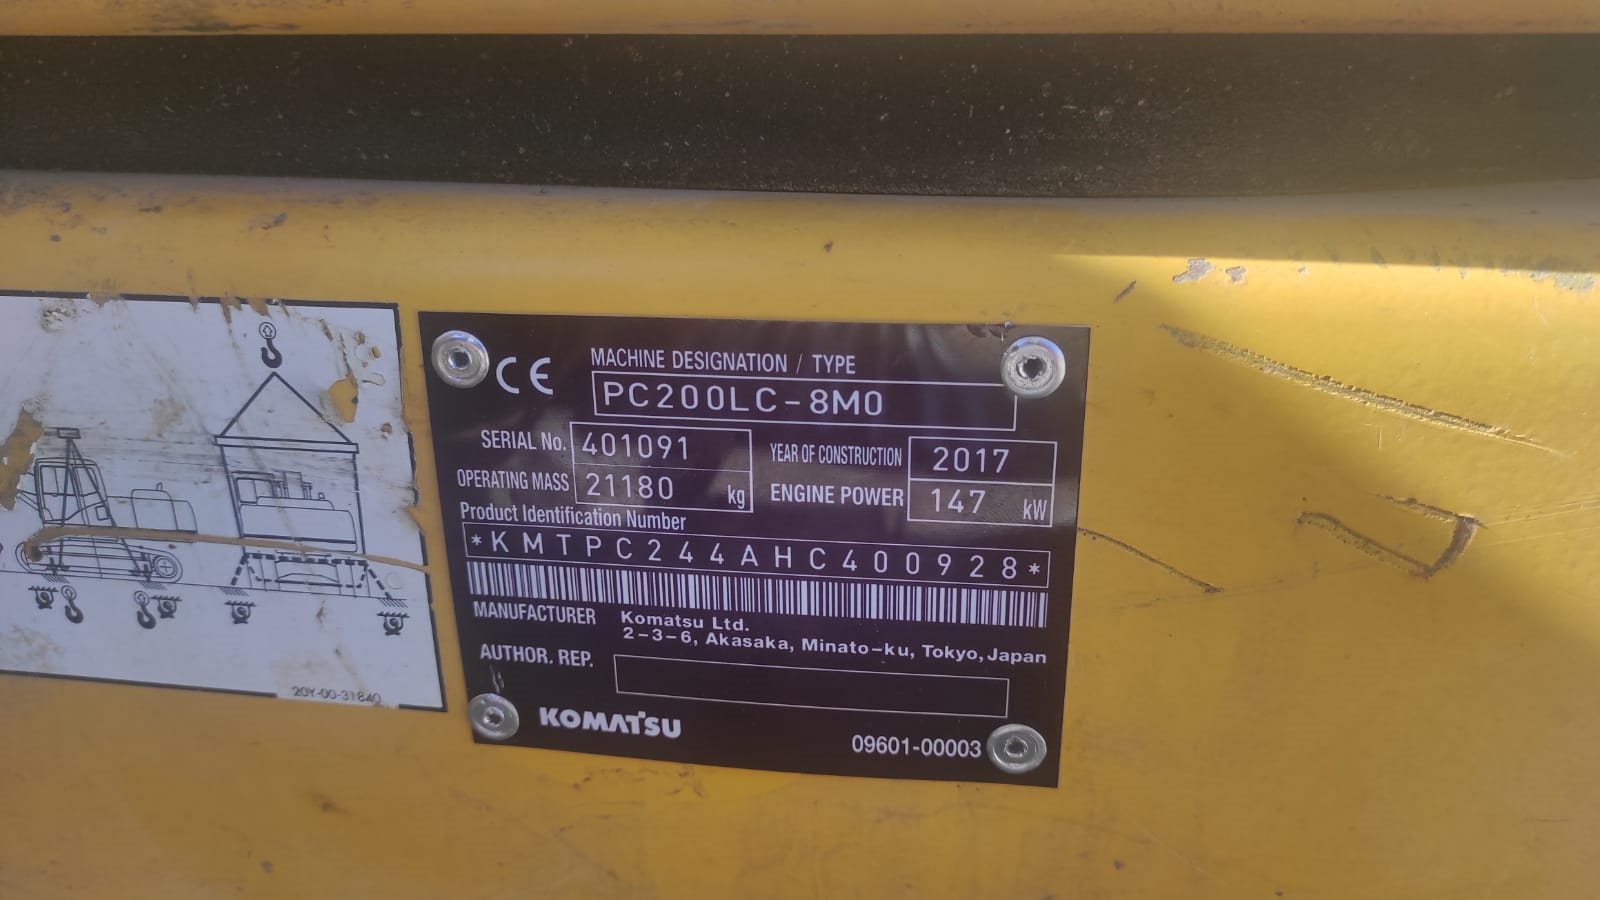 CE
MACHINE DESIGNATION / TYPE
PC200LC-8M0
SERIAL No. 401091
YEAR OF CONSTRUCTION 2017
OPERATING MASS 21180 kg
ENGINE POWER 147 kW
Product Identification Number
*KMTPC244AHC400928*
MANUFACTURER Komatsu Ltd.
2-3-6, Akasaka, Minato-ku, Tokyo, Japan
AUTHOR. REP.
KOMATSU
09601-00003
20Y-00-31840